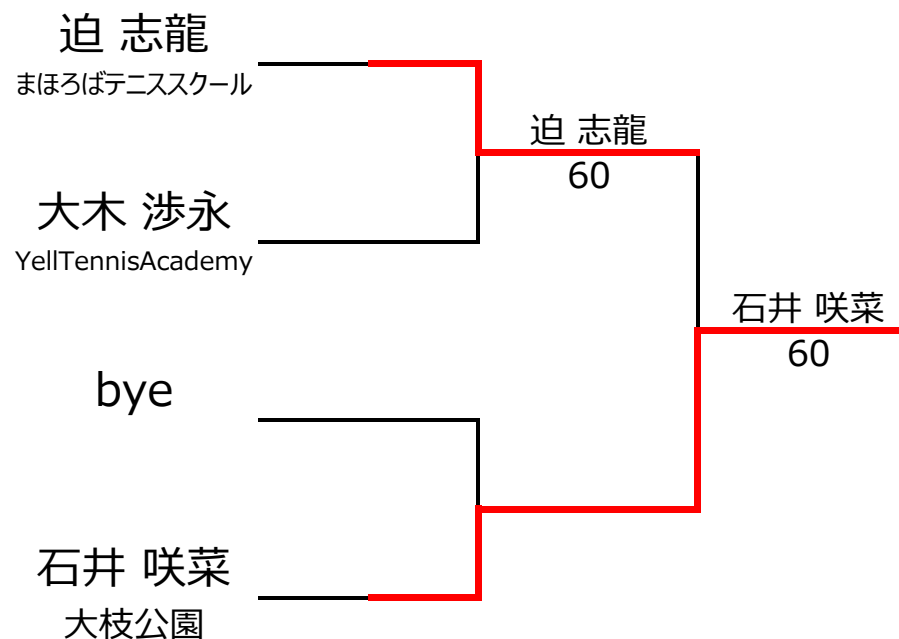 迫 志龍
まほろばテニススクール
大木 渉永
YellTennisAcademy
bye
石井 咲菜
大枝公園
迫 志龍
60
石井 咲菜
60